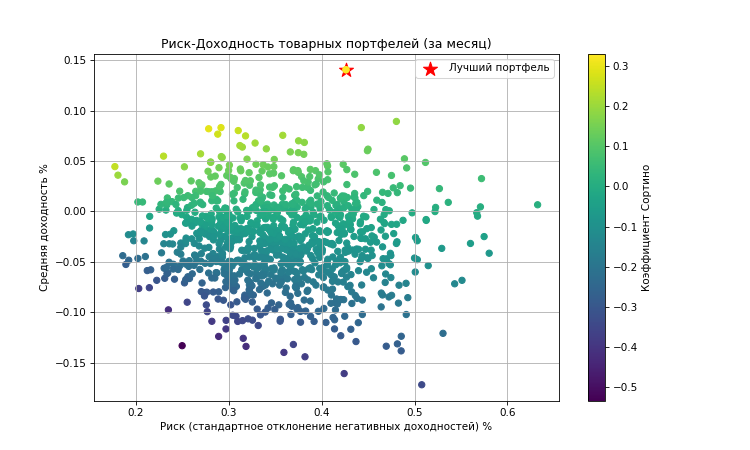 Риск-Доходность товарных портфелей (за месяц)
Лучший портфель
Средняя доходность %
0.15
0.10
0.05
0.00
−0.05
−0.10
−0.15
0.2 0.3 0.4 0.5 0.6
Риск (стандартное отклонение негативных доходностей) %
0.3
0.2
0.1
0.0
−0.1
−0.2
−0.3
−0.4
−0.5
Коэффициент Сортино